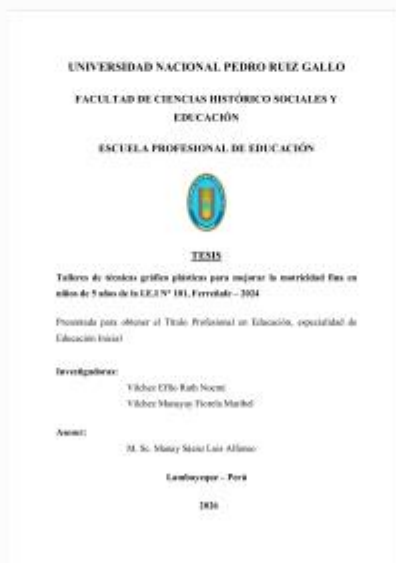 UNIVERSIDAD NACIONAL PEDRO RUIZ GALLO
FACULTAD DE CIENCIAS HISTÓRICO SOCIALES Y
EDUCACIÓN
ESCUELA PROFESIONAL DE EDUCACIÓN
TESIS
Talleres de técnicas gráfico plásticas para mejorar la motricidad fina en
niños de 5 años de la I.E.I N° 101, Ferreñafe – 2024
Presentada para obtener el Título Profesional en Educación, especialidad de
Educación Inicial
Investigadoras:
Vilchez Effio Ruth Noemi
Vilchez Manayay Fiorela Maribel
Asesor:
M. Sc. Manay Sáenz Luis Alfonso
Lambayeque – Perú
2026